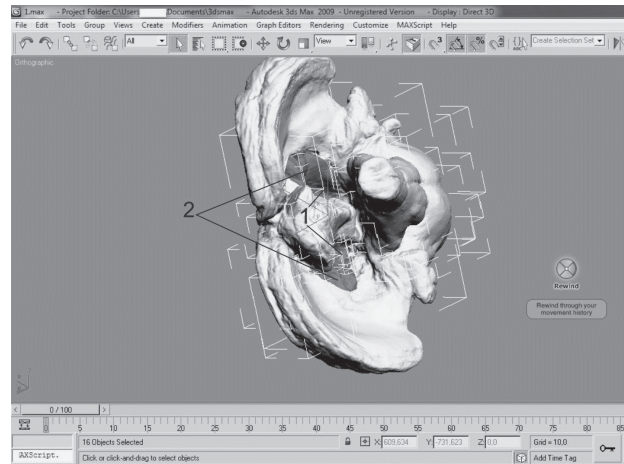 1.max - Project Folder: C:\Users Documents\3dsmax - Autodesk 3ds Max 2009 - Unregistered Version - Display : Direct 3D
File Edit Tools Group Views Create Modifiers Animation Graph Editors Rendering Customize MAXScript Help
All View 3 % ABC Create Selection Set
Orthographic
2
1
Rewind
Rewind through your
movement history
< 0 / 100 >
0 5 10 15 20 25 30 35 40 45 50 55 60 65 70 75 80 85
16 Objects Selected X: 609,634 Y: -731,623 Z: 0,0 Grid = 10,0
AXScript. Click or click-and-drag to select objects Add Time Tag